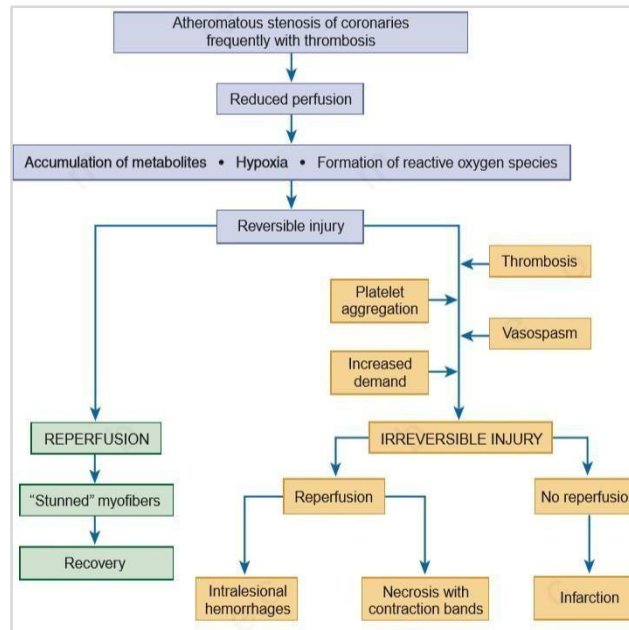 Atheromatous stenosis of coronaries
frequently with thrombosis
Reduced perfusion
Accumulation of metabolites • Hypoxia • Formation of reactive oxygen species
Reversible injury
Thrombosis
Platelet
aggregation
Vasospasm
Increased
demand
REPERFUSION
IRREVERSIBLE INJURY
"Stunned" myofibers
Reperfusion
No reperfusion
Recovery
Intralesional
hemorrhages
Necrosis with
contraction bands
Infarction